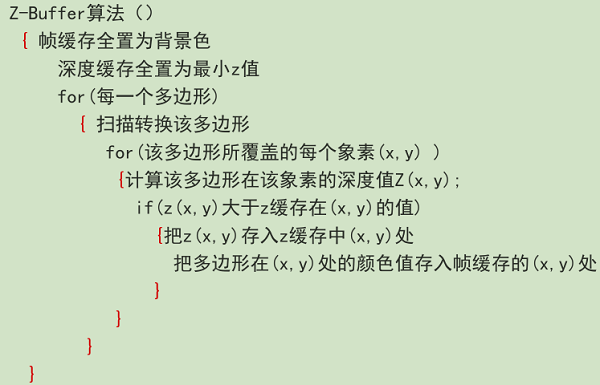 Z-Buffer算法（）
{ 帧缓存全置为背景色
深度缓存全置为最小z值
for(每一个多边形)
{ 扫描转换该多边形
for(该多边形所覆盖的每个象素(x,y) )
{计算该多边形在该象素的深度值Z(x,y);
if(z(x,y)大于z缓存在(x,y)的值)
{把z(x,y)存入z缓存中(x,y)处
把多边形在(x,y)处的颜色值存入帧缓存的(x,y)处
}
}
}
}